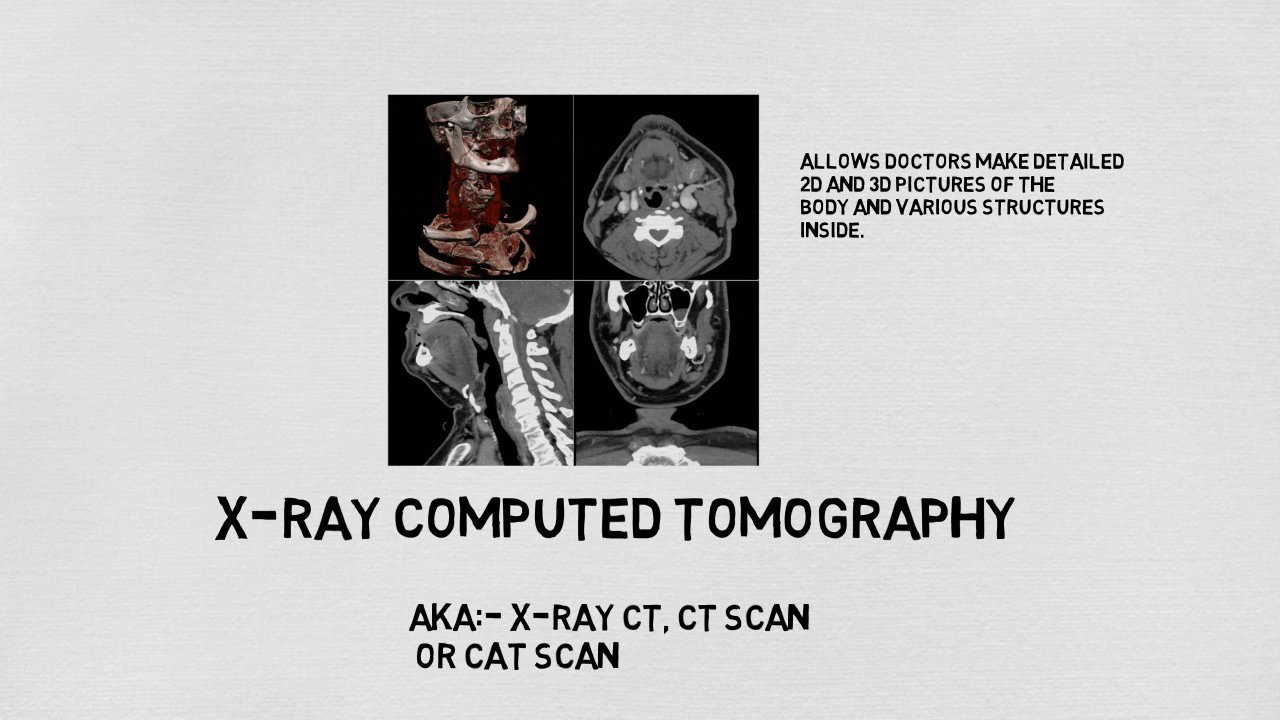 ALLOWS DOCTORS MAKE DETAILED
2D AND 3D PICTURES OF THE
BODY AND VARIOUS STRUCTURES
INSIDE.
X-RAY COMPUTED TOMOGRAPHY
AKA:- X-RAY CT, CT SCAN
OR CAT SCAN